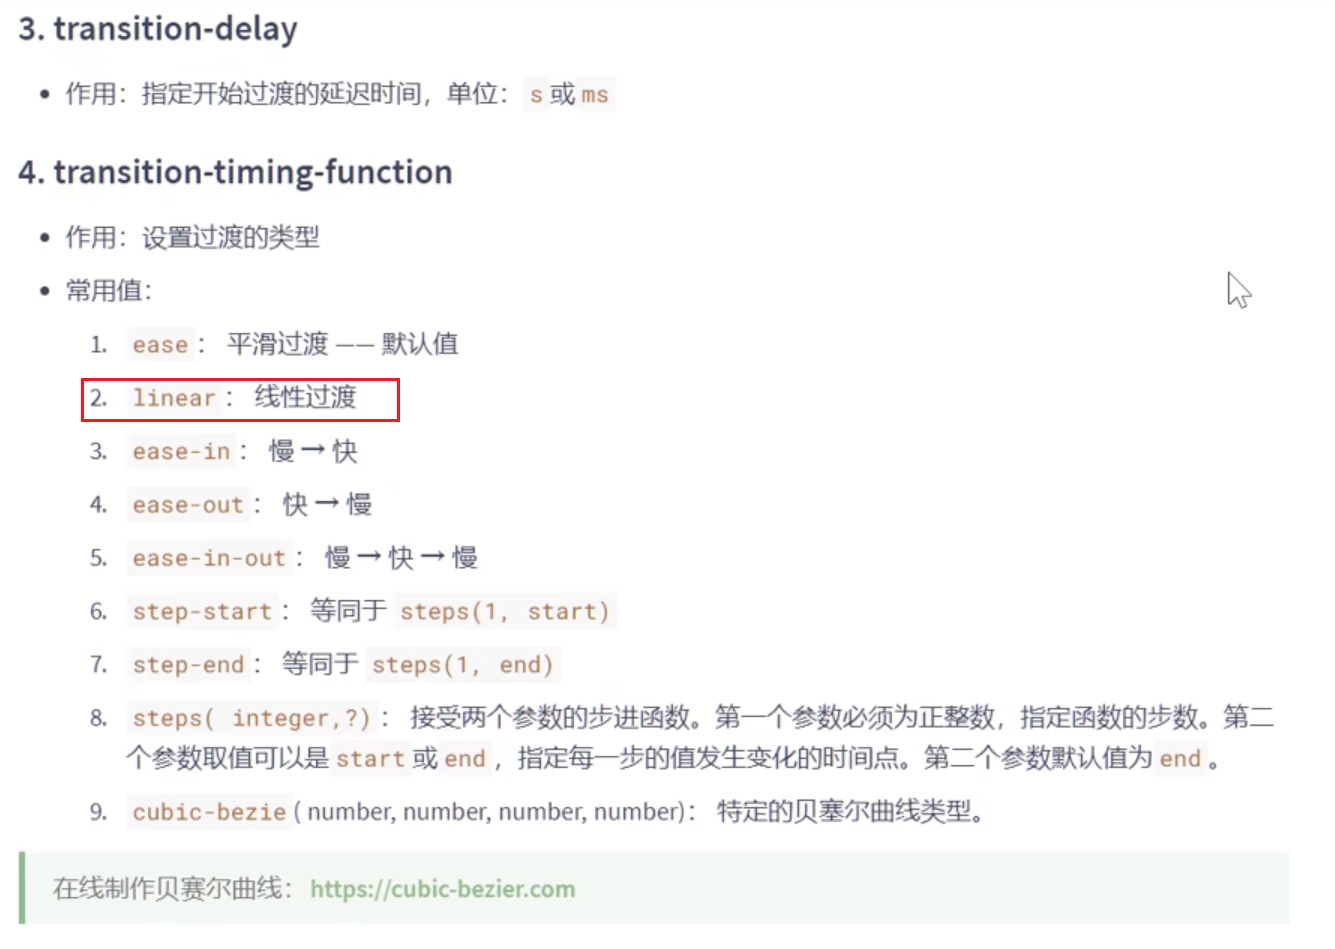 3. transition-delay
• 作用：指定开始过渡的延迟时间，单位： s 或 ms
4. transition-timing-function
• 作用：设置过渡的类型
• 常用值：
1. ease ： 平滑过渡 —— 默认值
2. linear ： 线性过渡
3. ease-in ： 慢 → 快
4. ease-out ： 快 → 慢
5. ease-in-out ： 慢 → 快 → 慢
6. step-start ： 等同于 steps(1, start)
7. step-end ： 等同于 steps(1, end)
8. steps( integer,?) ： 接受两个参数的步进函数。第一个参数必须为正整数，指定函数的步数。第二
个参数取值可以是 start 或 end ，指定每一步的值发生变化的时间点。第二个参数默认值为 end 。
9. cubic-bezie ( number, number, number, number)： 特定的贝塞尔曲线类型。
在线制作贝赛尔曲线： https://cubic-bezier.com